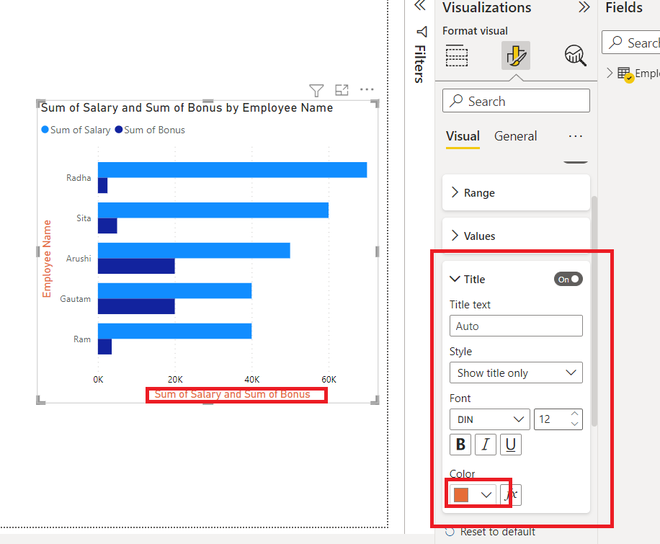 Visualizations
Fields
Format visual
Filters
Search
Search
Visual
General
Range
Values
Title
On
Title text
Auto
Style
Show title only
Font
DIN
12
B I U
Color
fx
Reset to default
Sum of Salary and Sum of Bonus by Employee Name
Sum of Salary
Sum of Bonus
Employee Name
Radha
Sita
Arushi
Gautam
Ram
0K 20K 40K 60K
Sum of Salary and Sum of Bonus